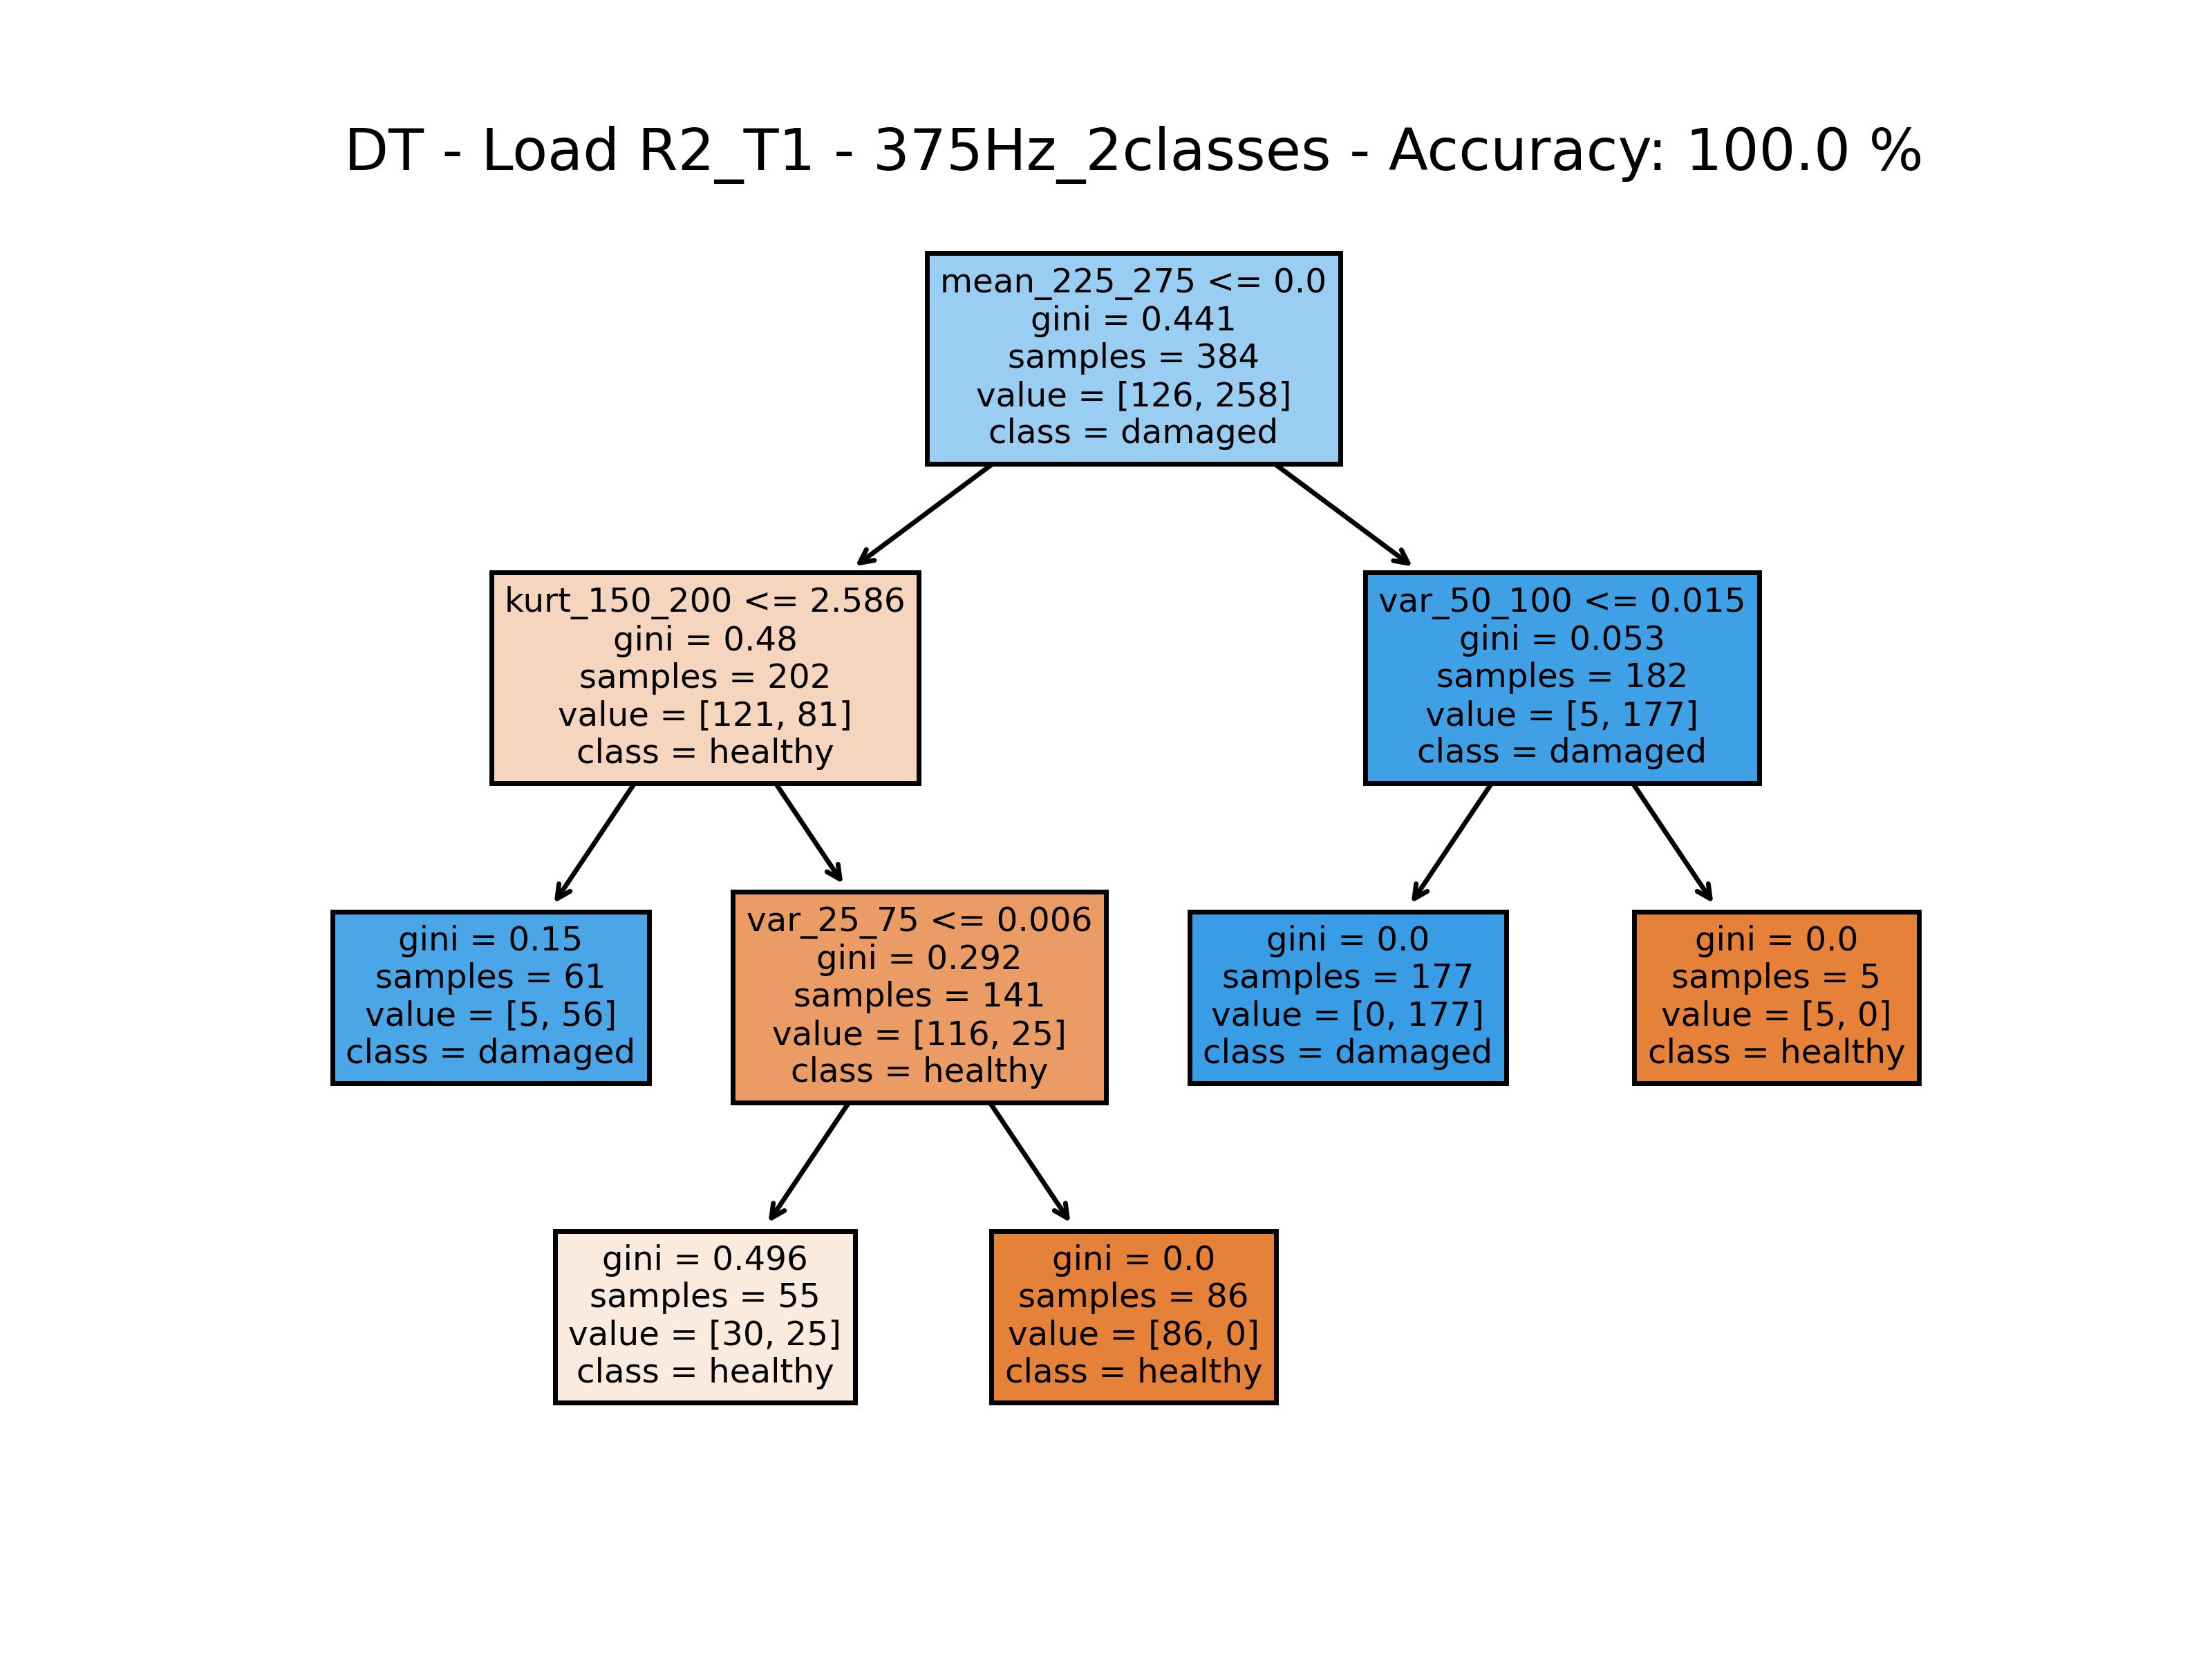 DT - Load R2_T1 - 375Hz_2classes - Accuracy: 100.0 %
mean_225_275 <= 0.0
gini = 0.441
samples = 384
value = [126, 258]
class = damaged
kurt_150_200 <= 2.586
gini = 0.48
samples = 202
value = [121, 81]
class = healthy
var_50_100 <= 0.015
gini = 0.053
samples = 182
value = [5, 177]
class = damaged
gini = 0.15
samples = 61
value = [5, 56]
class = damaged
var_25_75 <= 0.006
gini = 0.292
samples = 141
value = [116, 25]
class = healthy
gini = 0.0
samples = 177
value = [0, 177]
class = damaged
gini = 0.0
samples = 5
value = [5, 0]
class = healthy
gini = 0.496
samples = 55
value = [30, 25]
class = healthy
gini = 0.0
samples = 86
value = [86, 0]
class = healthy